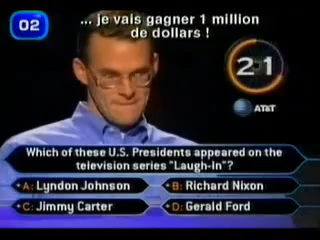 02
... je vais gagner 1 million
de dollars !
21
AT&T
Which of these U.S. Presidents appeared on the
television series "Laugh-In"?
A: Lyndon Johnson
B: Richard Nixon
C: Jimmy Carter
D: Gerald Ford